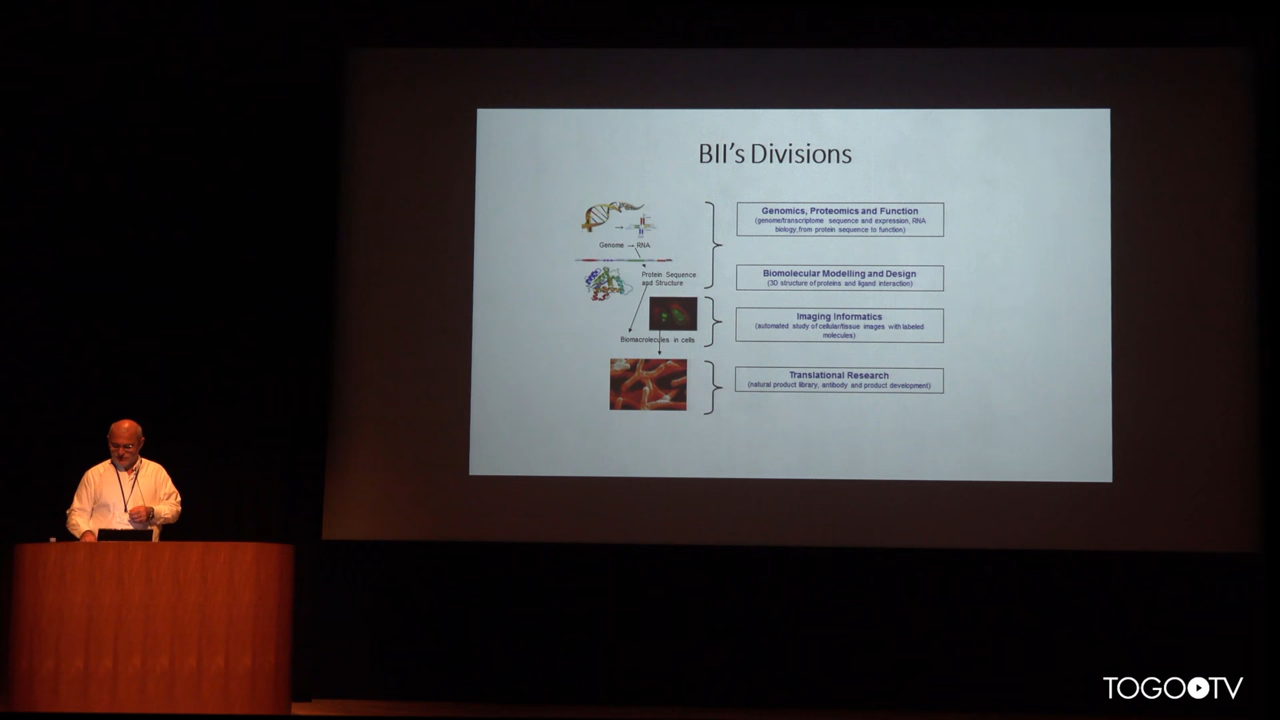 BII's Divisions
Genome → RNA
Protein Sequence
and Structure
Biomacrolecules in cells
Genomics, Proteomics and Function
(genome/transcriptome sequence and expression, RNA
biology,from protein sequence to function)
Biomolecular Modelling and Design
(3D structure of proteins and ligand interaction)
Imaging Informatics
(automated study of cellular/tissue images with labeled
molecules)
Translational Research
(natural product library, antibody and product development)
TOGO TV